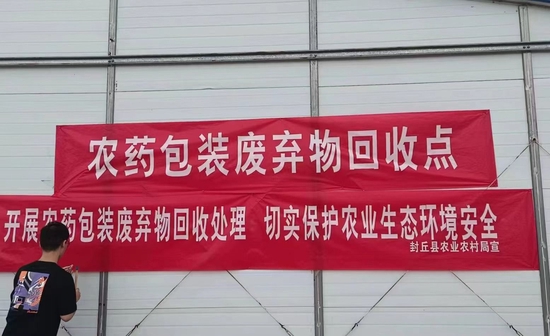 农药包装废弃物回收点
开展农药包装废弃物回收处理 切实保护农业生态环境安全
封丘县农业农村局宣